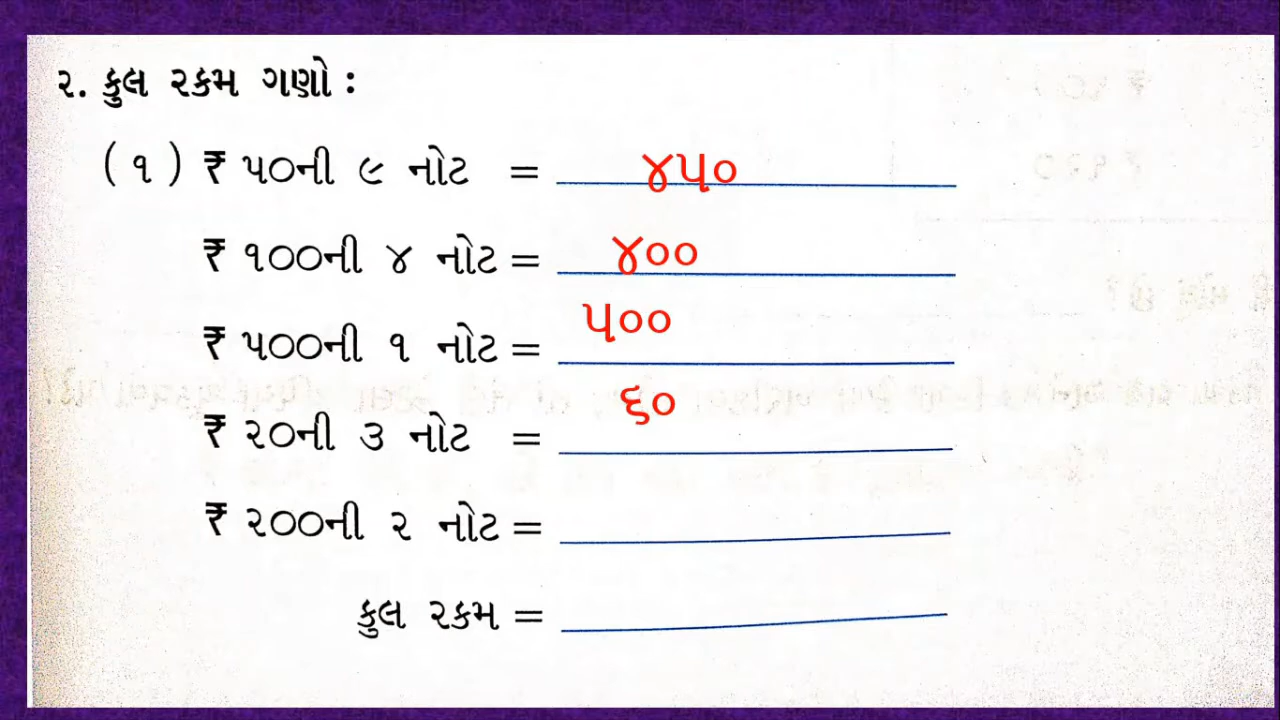 ૨. કુલ રકમ ગણો :
( ૧ ) ₹ ૫૦ની ૯ નોટ = ૪૫૦
₹ ૧૦૦ની ૪ નોટ = ૪૦૦
₹ ૫૦૦ની ૧ નોટ = ૫૦૦
₹ ૨૦ની ૩ નોટ = ૬૦
₹ ૨૦૦ની ૨ નોટ =
કુલ રકમ =